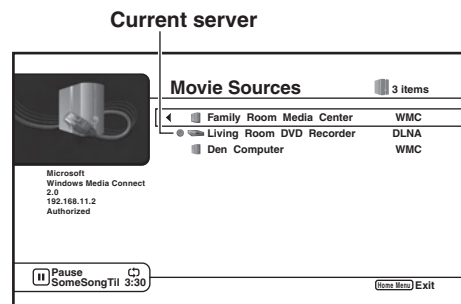 Current server
Movie Sources
3 items
Family Room Media Center WMC
Living Room DVD Recorder DLNA
Den Computer WMC
Microsoft
Windows Media Connect
2.0
192.168.11.2
Authorized
Pause
SomeSongTil 3:30
Home Menu Exit